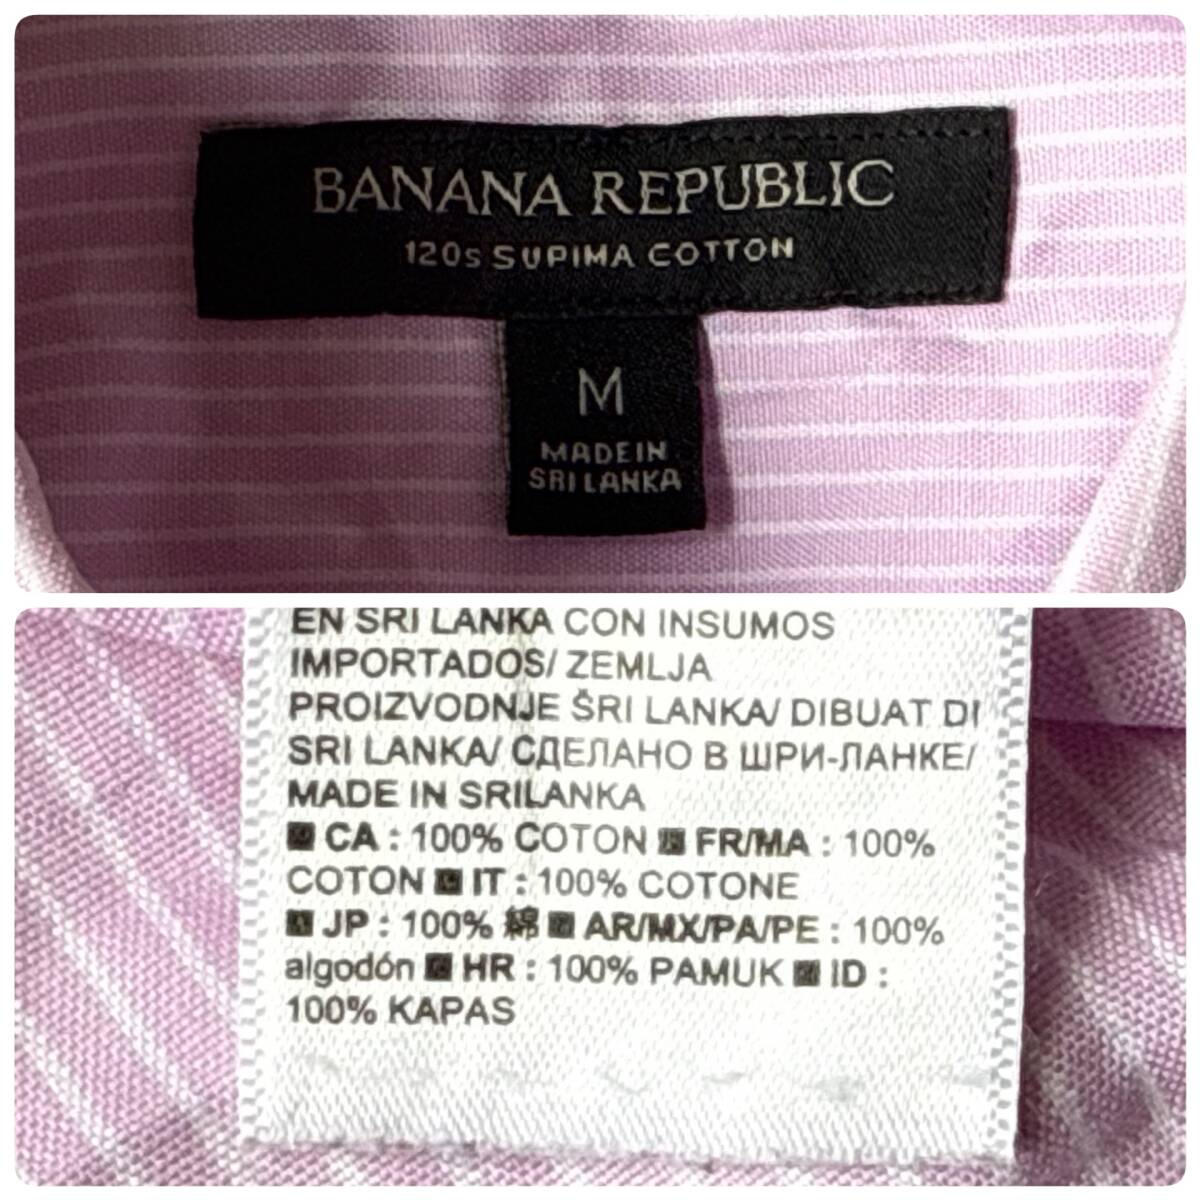 BANANA REPUBLIC
120s SUPIMA COTTON
M
MADE IN
SRI LANKA
EN SRI LANKA CON INSUMOS
IMPORTADOS/ ZEMLJA
PROIZVODNJE ŠRI LANKA/ DIBUAT DI
SRI LANKA/ СДЕЛАНО В ШРИ-ЛАНКЕ/
MADE IN SRILANKA
■ CA : 100% COTON ■ FR/MA : 100%
COTON ■ IT : 100% COTONE
■ JP : 100% 綿 ■ AR/MX/PA/PE : 100%
algodón ■ HR : 100% PAMUK ■ ID :
100% KAPAS